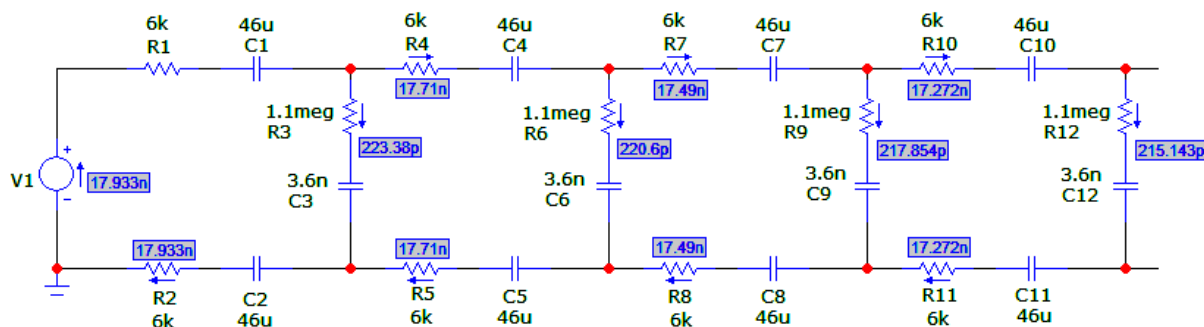 6k 46u 6k 46u 6k 46u 6k 46u
R1 C1 R4 C4 R7 C7 R10 C10
17.71n 17.49n 17.272n
1.1meg 1.1meg 1.1meg 1.1meg
R3 R6 R9 R12
223.38p 220.6p 217.854p 215.143p
+
V1 17.933n
-
3.6n 3.6n 3.6n 3.6n
C3 C6 C9 C12
17.933n 17.71n 17.49n 17.272n
R2 C2 R5 C5 R8 C8 R11 C11
6k 46u 6k 46u 6k 46u 6k 46u